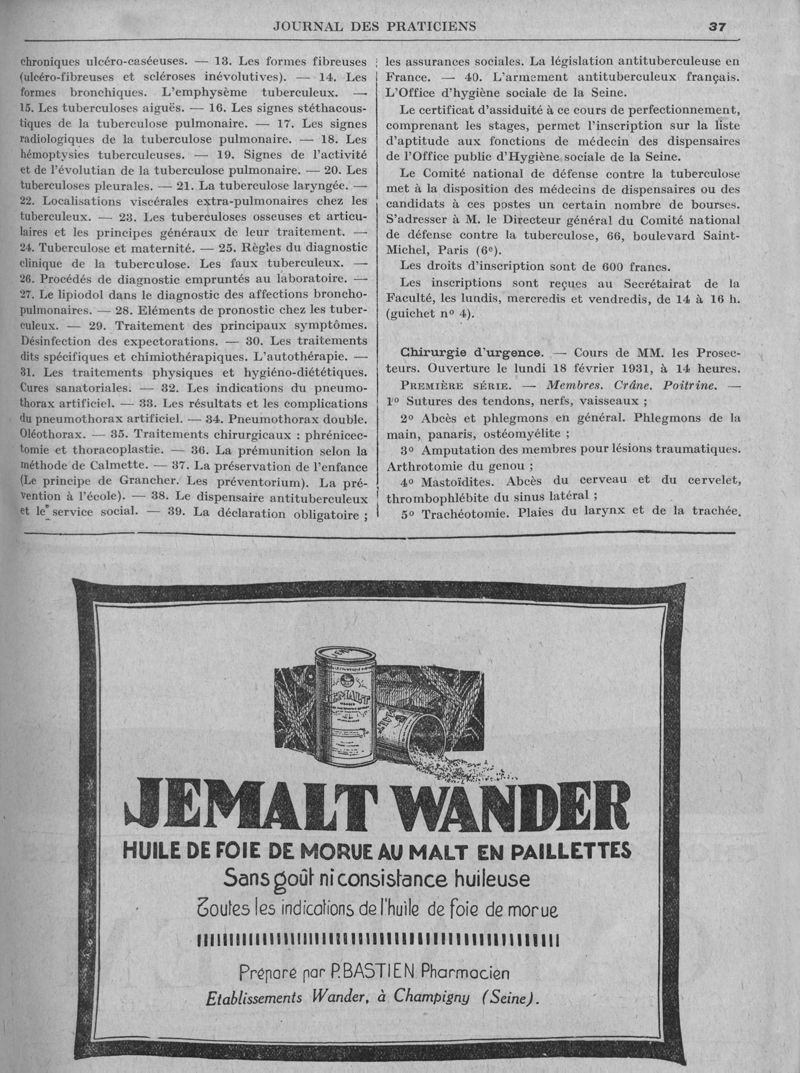 JOURNAL DES PRATICIENS
37
chroniques ulcéro-caséeuses. — 13. Les formes fibreuses
(ulcéro-fibreuses et scléroses inévolutives). — 14. Les
formes bronchiques. L'emphysème tuberculeux. —
15. Les tuberculoses aiguës. — 16. Les signes stéthacous-
tiques de la tuberculose pulmonaire. — 17. Les signes
radiologiques de la tuberculose pulmonaire. — 18. Les
hémoptysies tuberculeuses. — 19. Signes de l'activité
et de l'évolutian de la tuberculose pulmonaire. — 20. Les
tuberculoses pleurales. — 21. La tuberculose laryngée. —
22. Localisations viscérales extra-pulmonaires chez les
tuberculeux. — 23. Les tuberculoses osseuses et articu-
laires et les principes généraux de leur traitement. —
24. Tuberculose et maternité. — 25. Règles du diagnostic
clinique de la tuberculose. Les faux tuberculeux. —
26. Procédés de diagnostic empruntés au laboratoire. —
27. Le lipiodol dans le diagnostic des affections broncho-
pulmonaires. — 28. Eléments de pronostic chez les tuber-
culeux. — 29. Traitement des principaux symptômes.
Désinfection des expectorations. — 30. Les traitements
dits spécifiques et chimiothérapiques. L'autothérapie. —
31. Les traitements physiques et hygiéno-diététiques.
Cures sanatoriales. — 32. Les indications du pneumo-
thorax artificiel. — 33. Les résultats et les complications
du pneumothorax artificiel. — 34. Pneumothorax double.
Oléothorax. — 35. Traitements chirurgicaux : phrénicec-
tomie et thoracoplastie. — 36. La prémunition selon la
méthode de Calmette. — 37. La préservation de l'enfance
(Le principe de Grancher. Les préventorium). La pré-
vention à l'école). — 38. Le dispensaire antituberculeux
et le service social. — 39. La déclaration obligatoire ;
les assurances sociales. La législation antituberculeuse en
France. — 40. L'armement antituberculeux français.
L'Office d'hygiène sociale de la Seine.
Le certificat d'assiduité à ce cours de perfectionnement,
comprenant les stages, permet l'inscription sur la liste
d'aptitude aux fonctions de médecin des dispensaires
de l'Office public d'Hygiène sociale de la Seine.
Le Comité national de défense contre la tuberculose
met à la disposition des médecins de dispensaires ou des
candidats à ces postes un certain nombre de bourses.
S'adresser à M. le Directeur général du Comité national
de défense contre la tuberculose, 66, boulevard Saint-
Michel, Paris (6e).
Les droits d'inscription sont de 600 francs.
Les inscriptions sont reçues au Secrétairat de la
Faculté, les lundis, mercredis et vendredis, de 14 à 16 h.
(guichet no 4).
Chirurgie d'urgence. — Cours de MM. les Prosec-
teurs. Ouverture le lundi 18 février 1931, à 14 heures.
PREMIÈRE SÉRIE. — Membres. Crâne. Poitrine. —
1o Sutures des tendons, nerfs, vaisseaux ;
2o Abcès et phlegmons en général. Phlegmons de la
main, panaris, ostéomyélite ;
3o Amputation des membres pour lésions traumatiques.
Arthrotomie du genou ;
4o Mastoïdites. Abcès du cerveau et du cervelet,
thrombophlébite du sinus latéral ;
5o Trachéotomie. Plaies du larynx et de la trachée.
JEMALT
JEMALT WANDER
HUILE DE FOIE DE MORUE AU MALT EN PAILLETTES
Sans goût ni consistance huileuse
Toutes les indications de l'huile de foie de morue
Préparé par P. BASTIEN Pharmacien
Etablissements Wander, à Champigny (Seine).